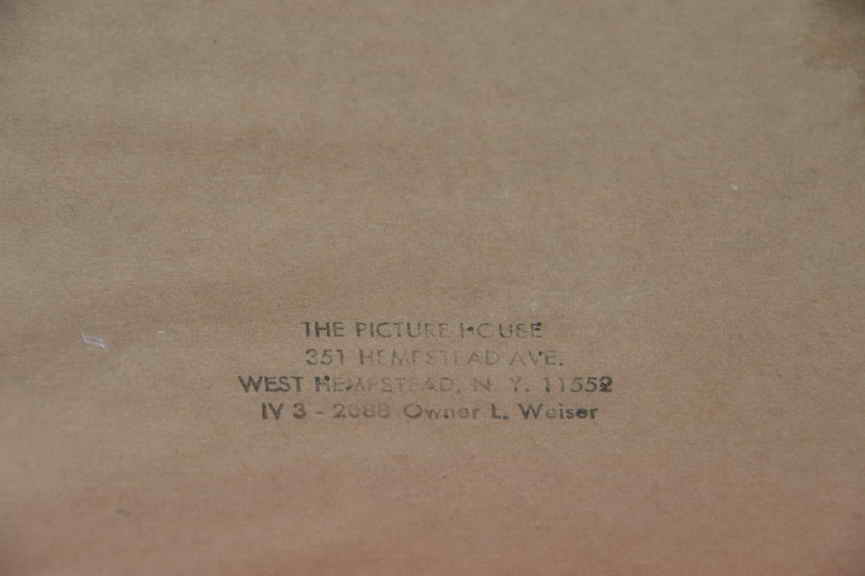 THE PICTURE HOUSE
351 HEMPSTEAD AVE.
WEST HEMPSTEAD, N. Y. 11552
IV 3 - 2088 Owner L. Weiser